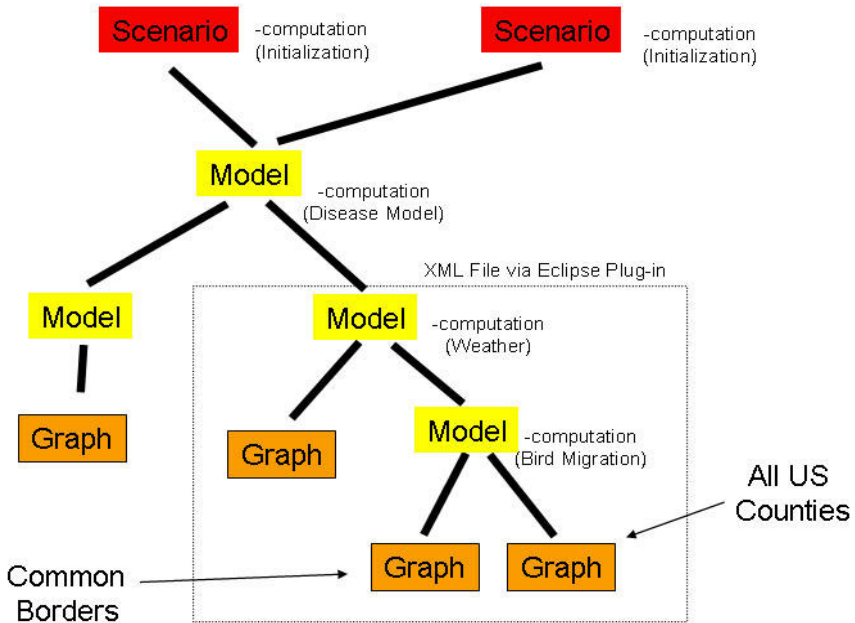 Scenario
-computation
(Initialization)
Scenario
-computation
(Initialization)
Model
-computation
(Disease Model)
XML File via Eclipse Plug-in
Model
Model
-computation
(Weather)
Graph
Graph
Model
-computation
(Bird Migration)
All US
Counties
Graph
Graph
Common
Borders